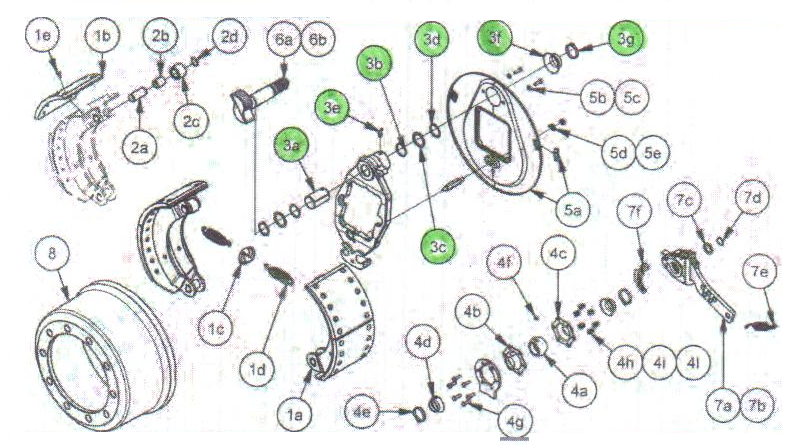 1e 1b 2b 2d 6a 6b 3d 3f 3g
3b
5b 5c
3e
2a 2c
3a
5d 5e
5a
3c
7f 7c 7d
8
4f 4c
7e
1c
4b
1d
4d
4h 4i 4l
4a
7a 7b
1a
4e
4g